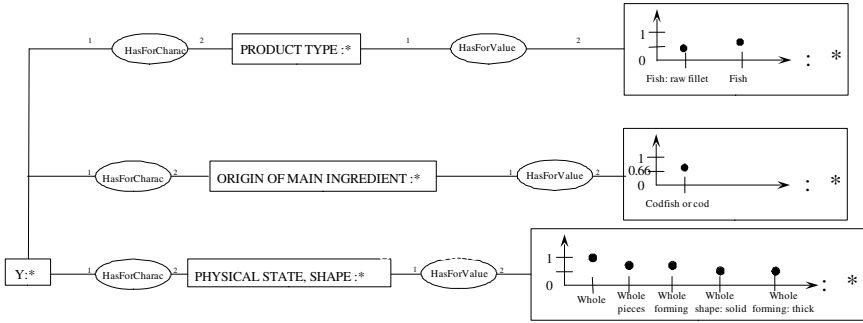 1 HasForCharac 2 PRODUCT TYPE :* 1 HasForValue 2
1
0
Fish: raw fillet Fish
: *
1 HasForCharac 2 ORIGIN OF MAIN INGREDIENT :* 1 HasForValue 2
1
0.66
0
Codfish or cod
: *
Y:* 1 HasForCharac 2 PHYSICAL STATE, SHAPE :* 1 HasForValue 2
1
0
Whole
Whole
pieces
Whole
forming
Whole
shape: solid
Whole
forming: thick
: *